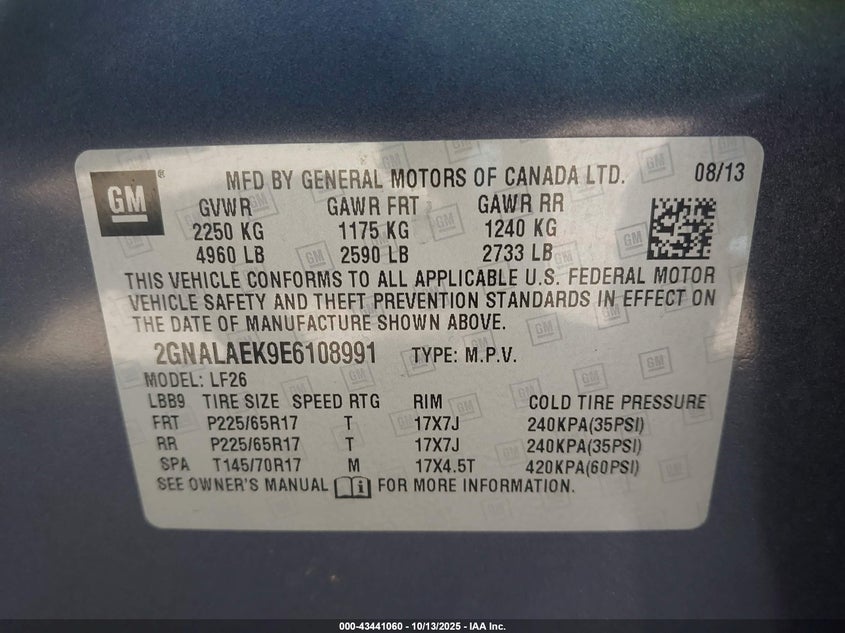 GM ® MFD BY GENERAL MOTORS OF CANADA LTD. 08/13
GVWR GAWR FRT GAWR RR
2250 KG 1175 KG 1240 KG
4960 LB 2590 LB 2733 LB
THIS VEHICLE CONFORMS TO ALL APPLICABLE U.S. FEDERAL MOTOR
VEHICLE SAFETY AND THEFT PREVENTION STANDARDS IN EFFECT ON
THE DATE OF MANUFACTURE SHOWN ABOVE.
2GNALAEK9E6108991 TYPE: M.P.V.
MODEL: LF26
LBB9 TIRE SIZE SPEED RTG RIM COLD TIRE PRESSURE
FRT P225/65R17 T 17X7J 240KPA(35PSI)
RR P225/65R17 T 17X7J 240KPA(35PSI)
SPA T145/70R17 M 17X4.5T 420KPA(60PSI)
SEE OWNER'S MANUAL FOR MORE INFORMATION.
000-43441060 - 10/13/2025 - IAA Inc.